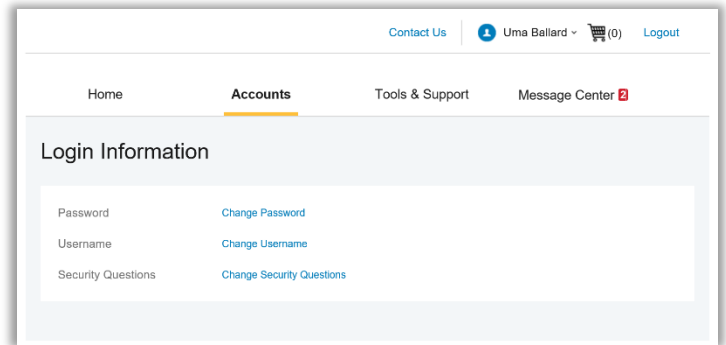 Contact Us Uma Ballard (0) Logout
Home Accounts Tools & Support Message Center 2
Login Information
Password Change Password
Username Change Username
Security Questions Change Security Questions